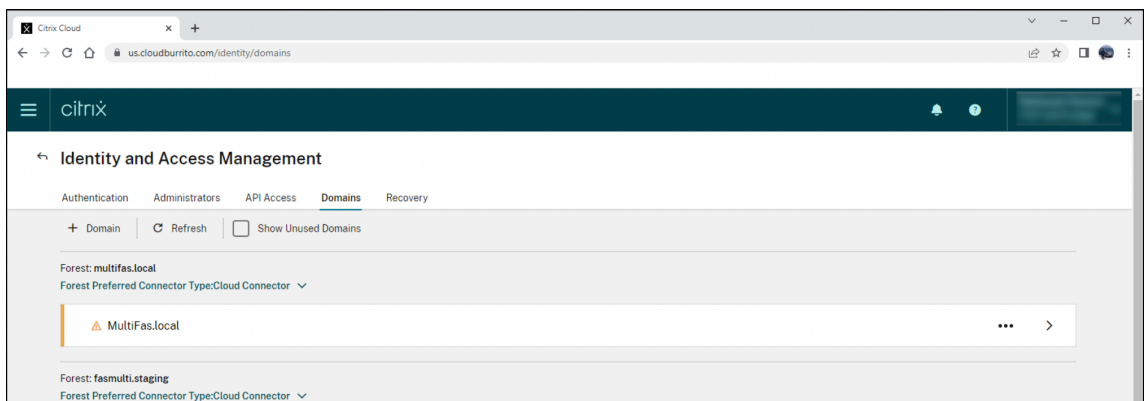 Citrix Cloud
us.cloudburrito.com/identity/domains
citrix
Identity and Access Management
Authentication Administrators API Access Domains Recovery
+ Domain Refresh Show Unused Domains
Forest: multifas.local
Forest Preferred Connector Type:Cloud Connector
MultiFas.local
Forest: fasmulti.staging
Forest Preferred Connector Type:Cloud Connector